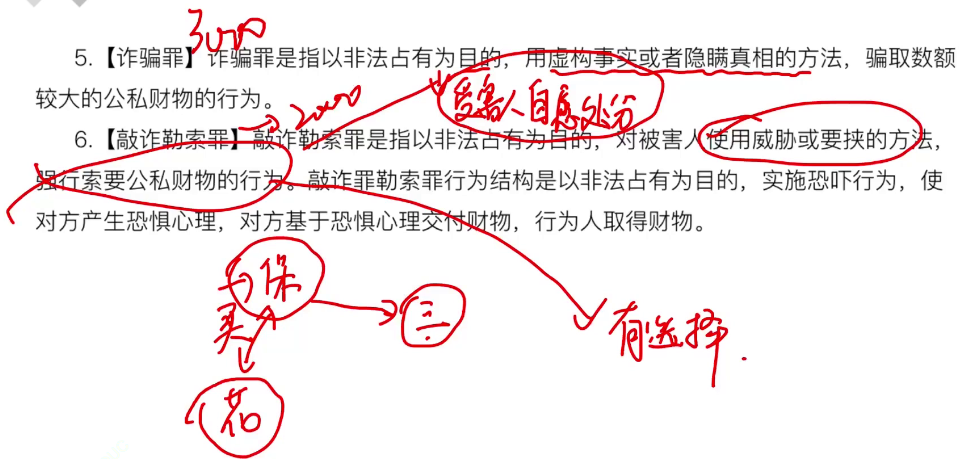 3000
5.【诈骗罪】诈骗罪是指以非法占有为目的，用虚构事实或者隐瞒真相的方法，骗取数额
较大的公私财物的行为。
受害人自愿处分
2000
6.【敲诈勒索罪】敲诈勒索罪是指以非法占有为目的，对被害人使用威胁或要挟的方法，
强行索要公私财物的行为。敲诈罪勒索罪行为结构是以非法占有为目的，实施恐吓行为，使
对方产生恐惧心理，对方基于恐惧心理交付财物，行为人取得财物。
保
买
三
有选择.
花